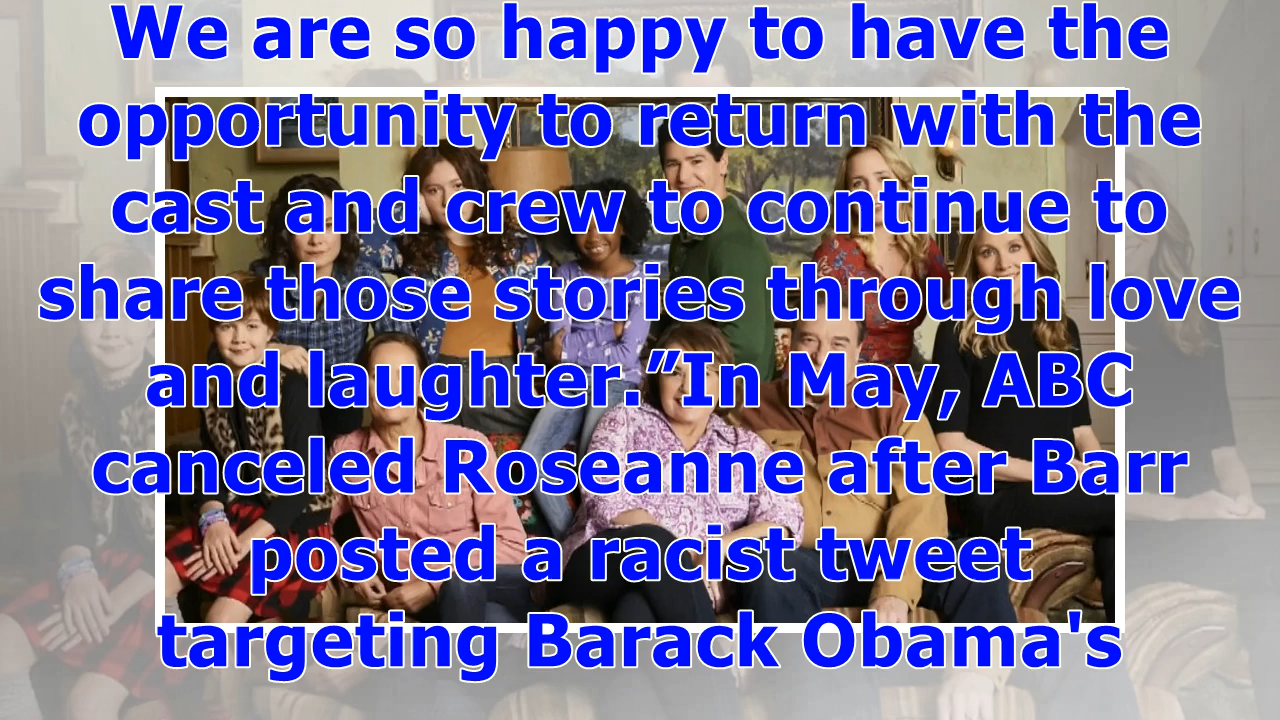 We are so happy to have the
opportunity to return with the
cast and crew to continue to
share those stories through love
and laughter.”In May, ABC
canceled Roseanne after Barr
posted a racist tweet
targeting Barack Obama's